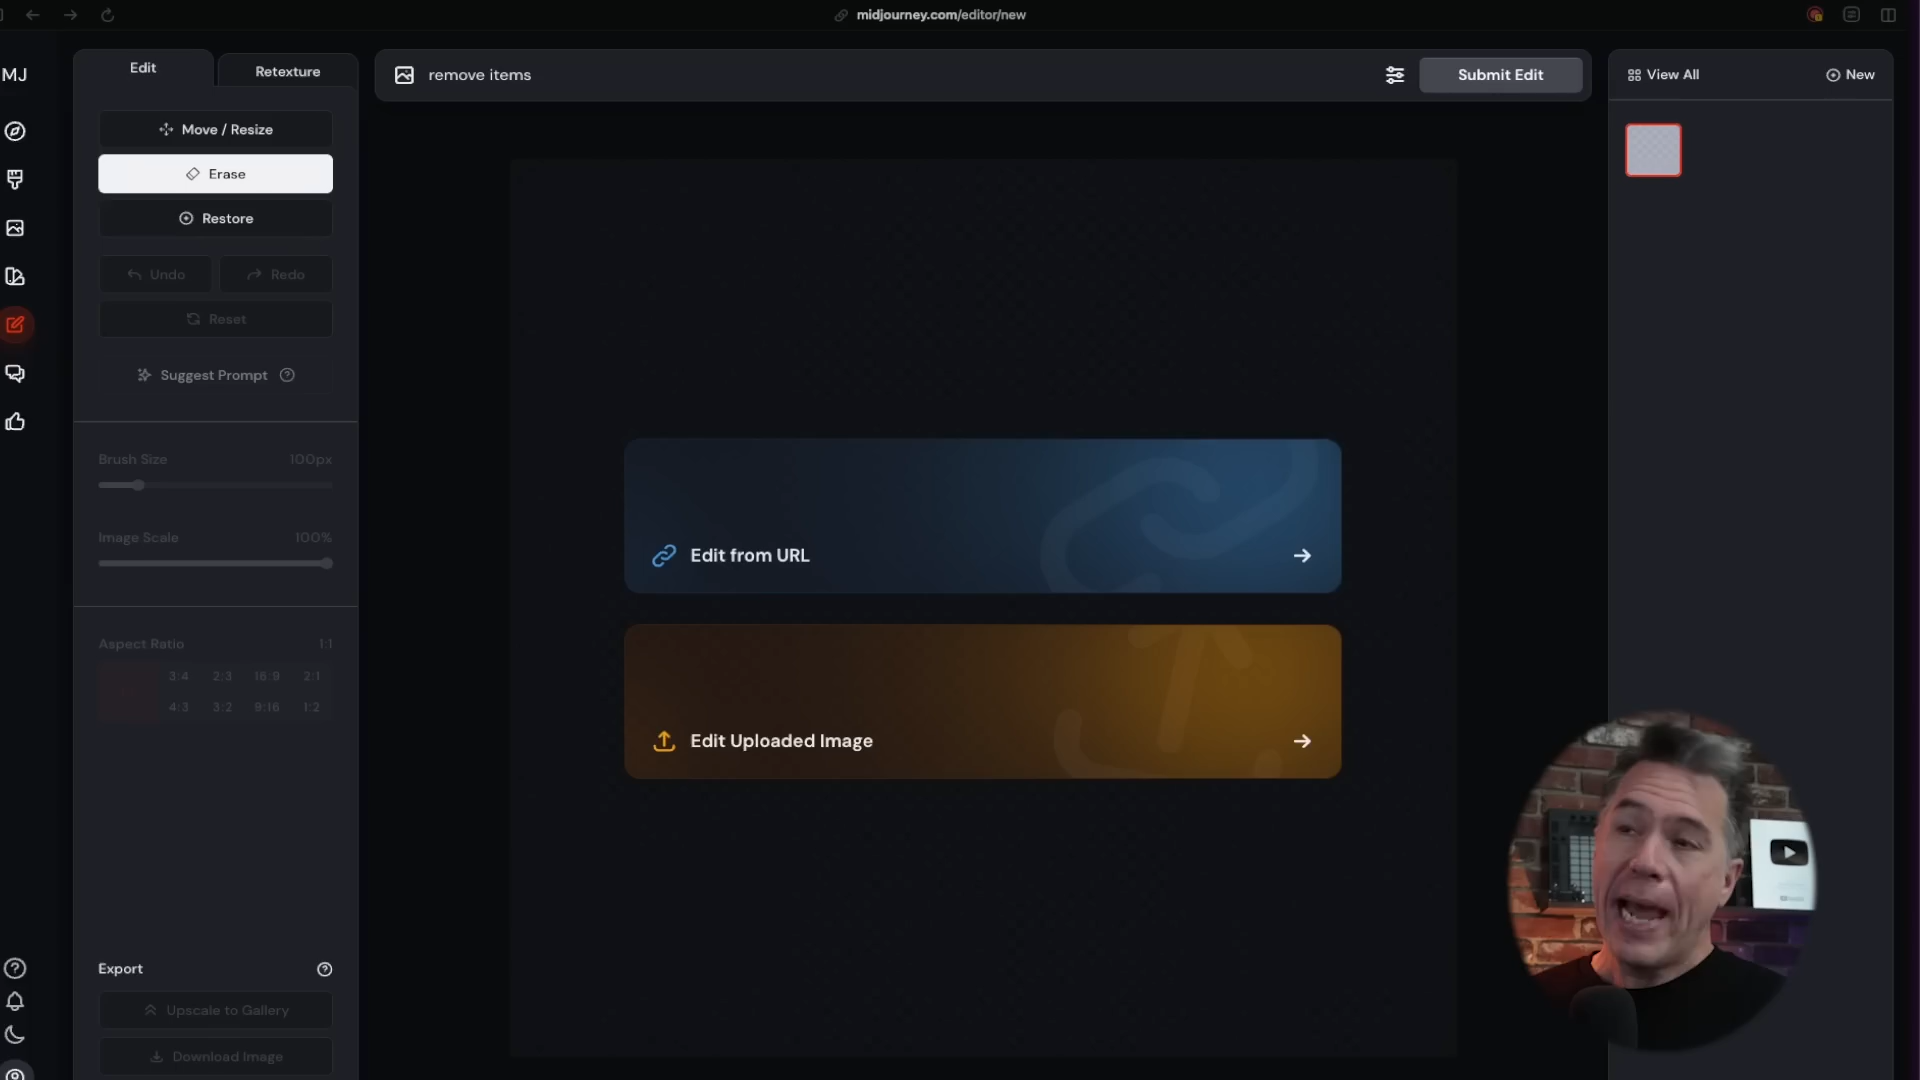 midjourney.com/editor/new
MJ
Edit
Retexture
remove items
Submit Edit
View All
New
Move / Resize
Erase
Restore
Undo
Redo
Reset
Suggest Prompt
Brush Size
100px
Image Scale
100%
Edit from URL
Aspect Ratio
1:1
3:4
2:3
16:9
2:1
4:3
3:2
9:16
1:2
Edit Uploaded Image
Export
Upscale to Gallery
Download Image